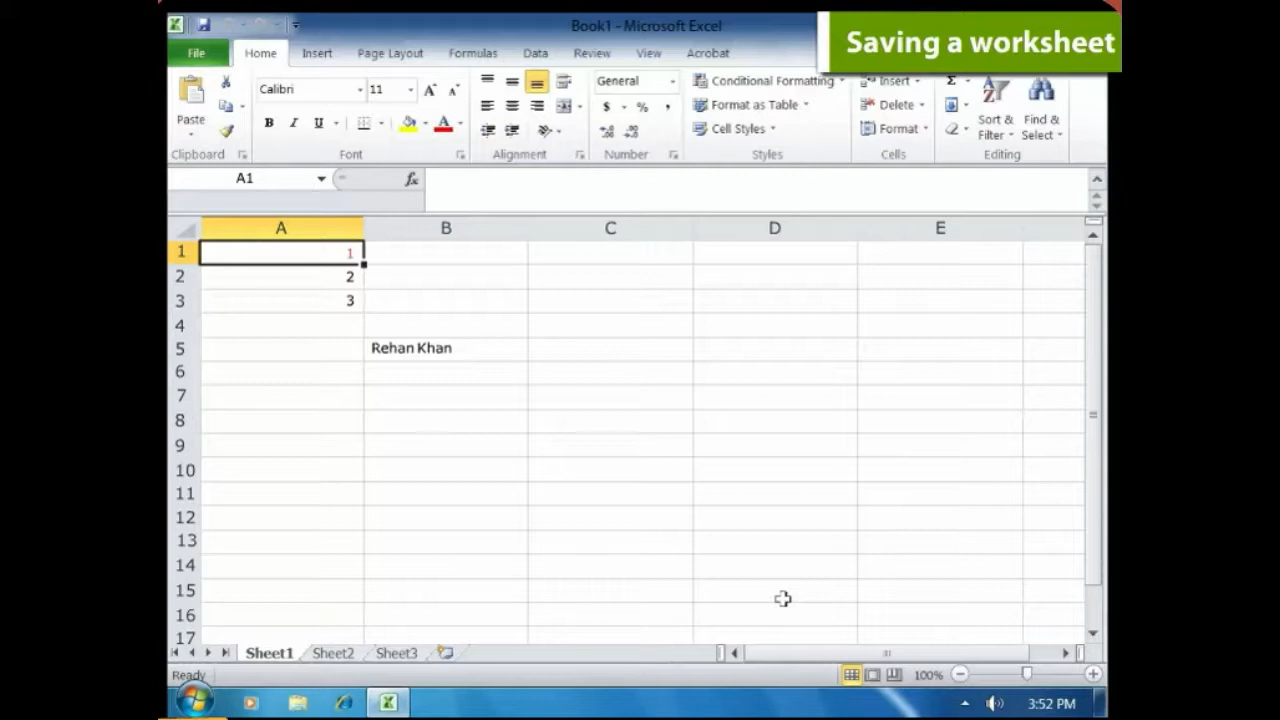 Book1 - Microsoft Excel
Saving a worksheet
File Home Insert Page Layout Formulas Data Review View Acrobat
Paste
Calibri 11
B I U A
General
$ % ,
Conditional Formatting
Format as Table
Cell Styles
Insert
Delete
Format
Σ
Sort & Filter
Find & Select
Clipboard Font Alignment Number Styles Cells Editing
A1 fx
A B C D E
1 1
2 2
3 3
4
5 Rehan Khan
6
7
8
9
10
11
12
13
14
15
16
17
Sheet1 Sheet2 Sheet3
Ready 100%
3:52 PM